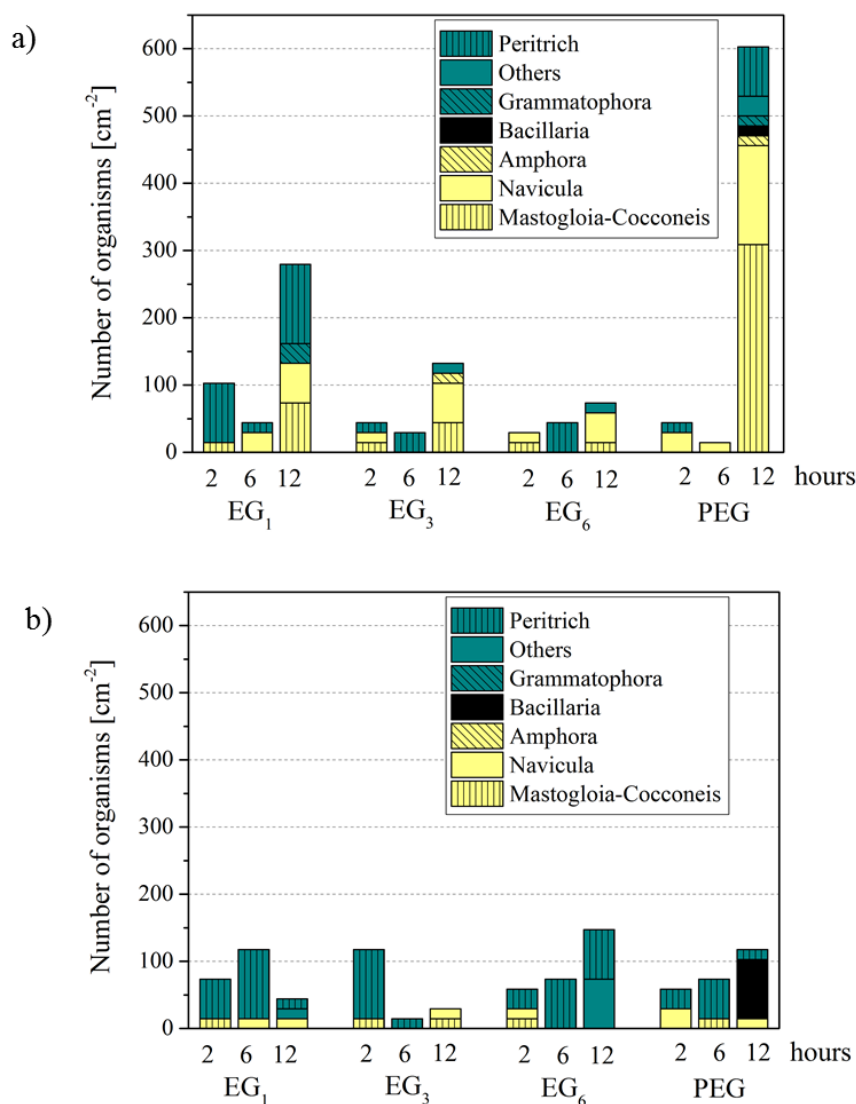 a)
Number of organisms [cm⁻²]
600
500
400
300
200
100
0
Peritrich
Others
Grammatophora
Bacillaria
Amphora
Navicula
Mastogloia-Cocconeis
2 6 12 2 6 12 2 6 12 2 6 12 hours
EG₁ EG₃ EG₆ PEG
b)
Number of organisms [cm⁻²]
600
500
400
300
200
100
0
Peritrich
Others
Grammatophora
Bacillaria
Amphora
Navicula
Mastogloia-Cocconeis
2 6 12 2 6 12 2 6 12 2 6 12 hours
EG₁ EG₃ EG₆ PEG